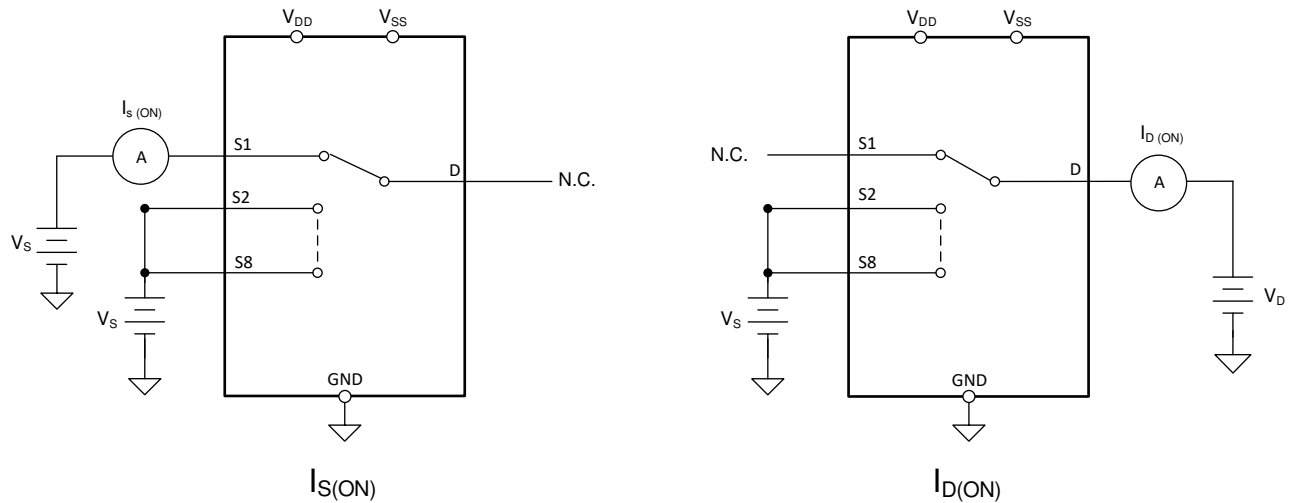 VDD VSS
Is (ON)
A
S1
D
N.C.
S2
VS
S8
VS
GND
IS(ON)
VDD VSS
ID (ON)
N.C.
S1
D
A
S2
S8
VS
VD
GND
ID(ON)